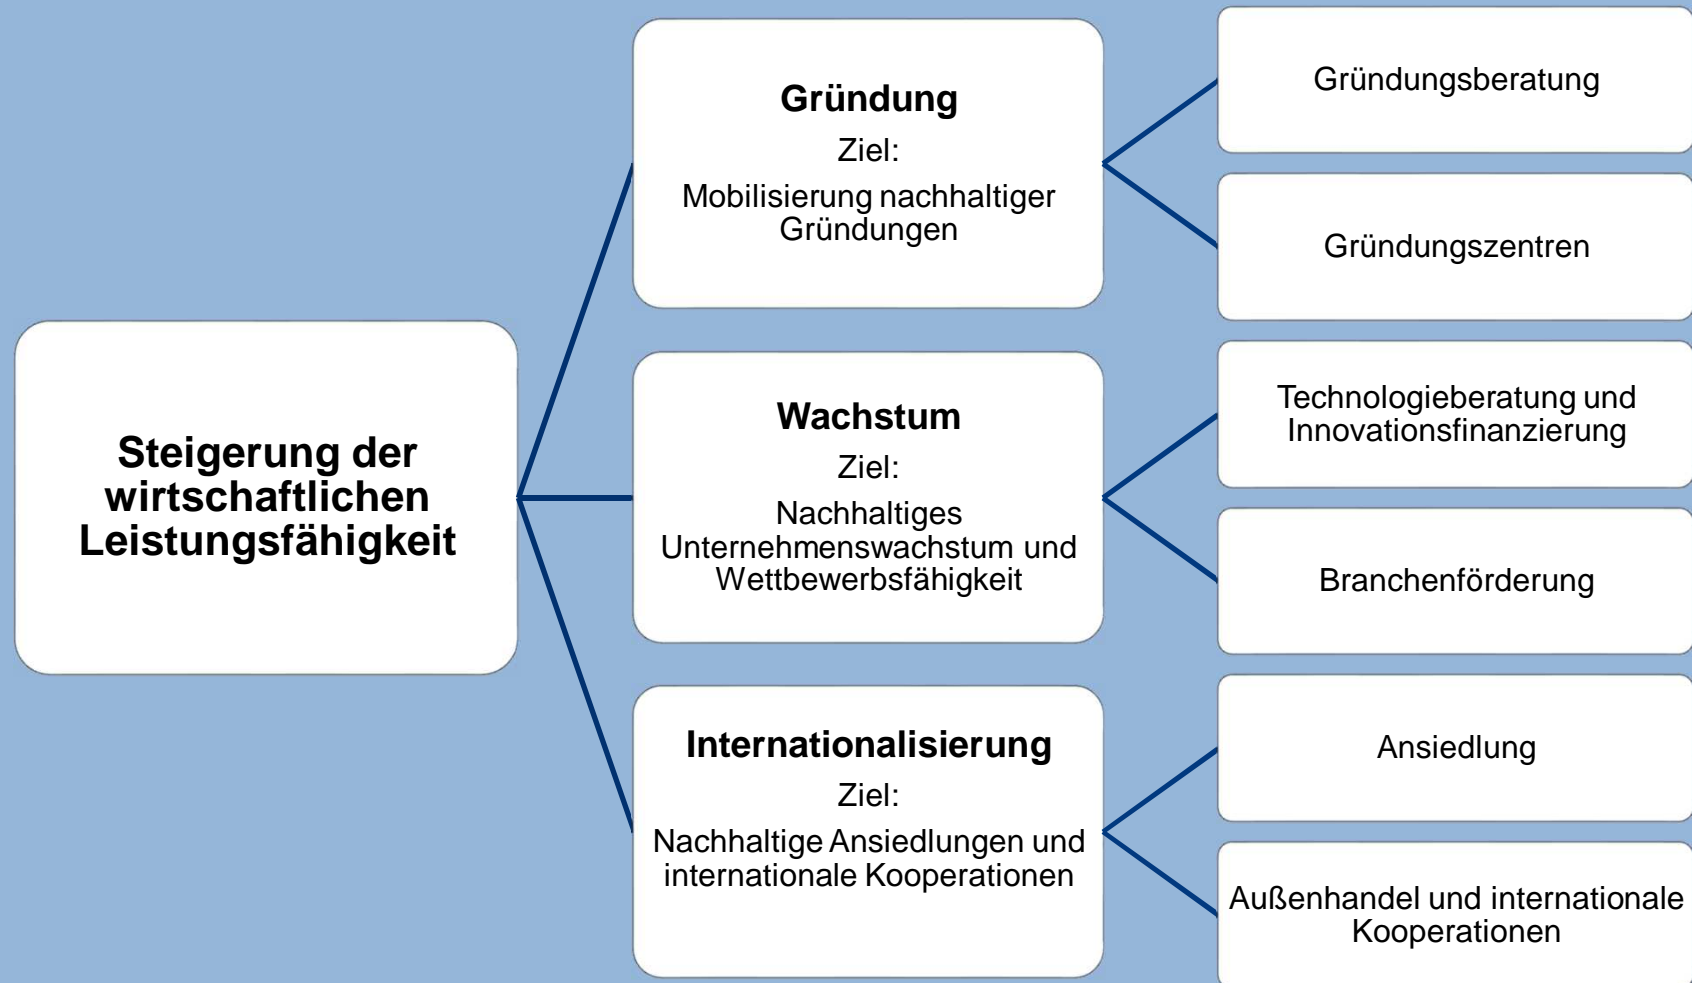 Steigerung der
wirtschaftlichen
Leistungsfähigkeit
Gründung
Ziel:
Mobilisierung nachhaltiger
Gründungen
Gründungsberatung
Gründungszentren
Wachstum
Ziel:
Nachhaltiges
Unternehmenswachstum und
Wettbewerbsfähigkeit
Technologieberatung und
Innovationsfinanzierung
Branchenförderung
Internationalisierung
Ziel:
Nachhaltige Ansiedlungen und
internationale Kooperationen
Ansiedlung
Außenhandel und internationale
Kooperationen